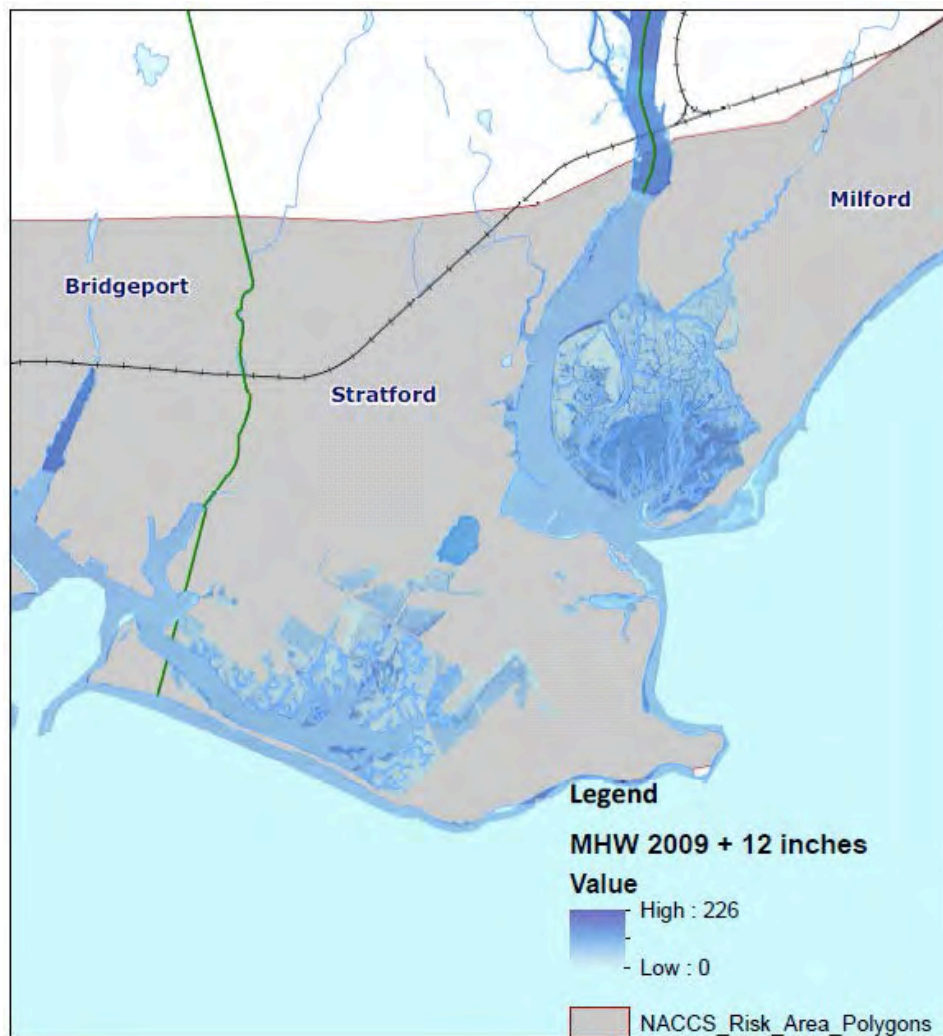 Milford
Bridgeport
Stratford
Legend
MHW 2009 + 12 inches
Value
High : 226
Low : 0
NACCS_Risk_Area_Polygons